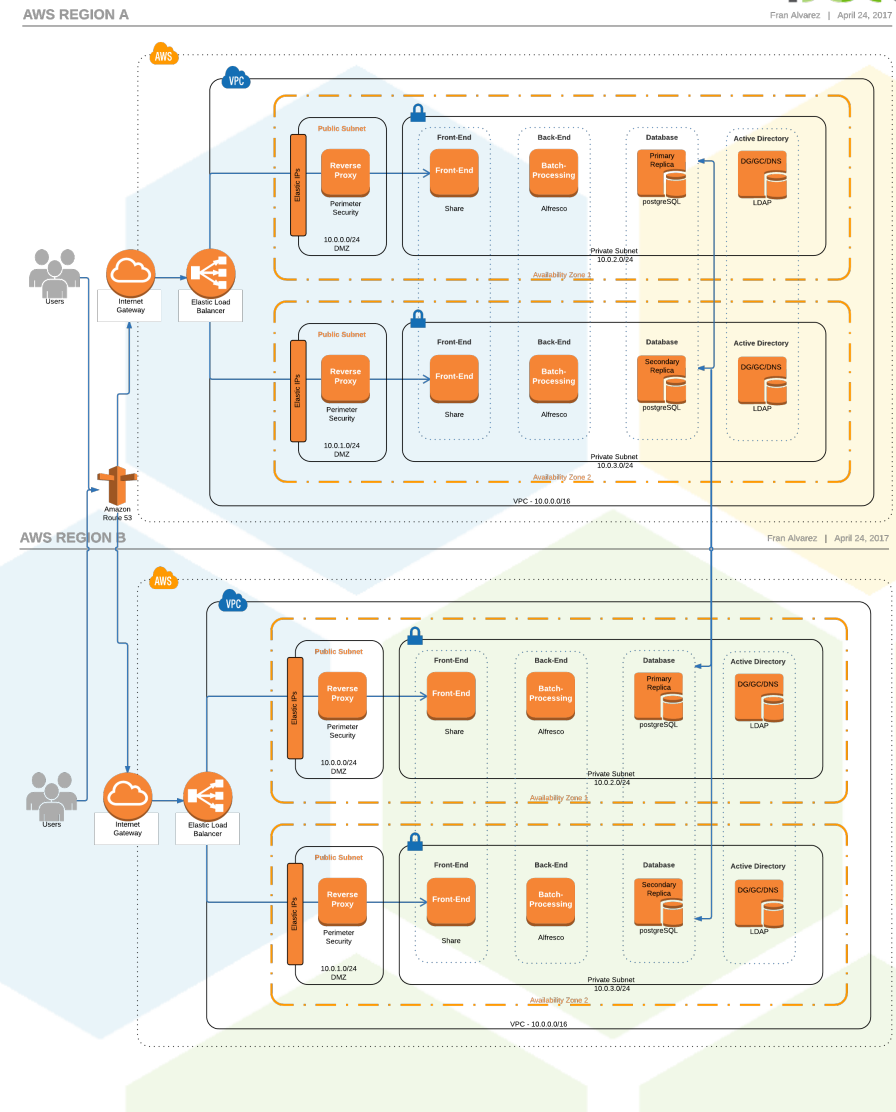 AWS REGION A
Fran Alvarez | April 24, 2017
AWS
VPC
Public Subnet
Elastic IPs
Reverse
Proxy
Perimeter
Security
10.0.0.0/24
DMZ
Front-End
Front-End
Share
Back-End
Batch-
Processing
Alfresco
Database
Primary
Replica
postgreSQL
Active Directory
DG/GC/DNS
LDAP
Private Subnet
10.0.2.0/24
Availability Zone 1
Users
Internet
Gateway
Elastic Load
Balancer
Public Subnet
Elastic IPs
Reverse
Proxy
Perimeter
Security
10.0.1.0/24
DMZ
Front-End
Front-End
Share
Back-End
Batch-
Processing
Alfresco
Database
Secondary
Replica
postgreSQL
Active Directory
DG/GC/DNS
LDAP
Private Subnet
10.0.3.0/24
Availability Zone 2
VPC - 10.0.0.0/16
Amazon
Route 53
AWS REGION B
Fran Alvarez | April 24, 2017
AWS
VPC
Public Subnet
Elastic IPs
Reverse
Proxy
Perimeter
Security
10.0.0.0/24
DMZ
Front-End
Front-End
Share
Back-End
Batch-
Processing
Alfresco
Database
Primary
Replica
postgreSQL
Active Directory
DG/GC/DNS
LDAP
Private Subnet
10.0.2.0/24
Availability Zone 1
Users
Internet
Gateway
Elastic Load
Balancer
Public Subnet
Elastic IPs
Reverse
Proxy
Perimeter
Security
10.0.1.0/24
DMZ
Front-End
Front-End
Share
Back-End
Batch-
Processing
Alfresco
Database
Secondary
Replica
postgreSQL
Active Directory
DG/GC/DNS
LDAP
Private Subnet
10.0.3.0/24
Availability Zone 2
VPC - 10.0.0.0/16